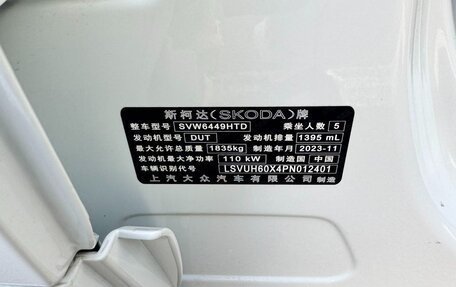 斯柯达(SKODA)牌
整车型号 SVW6449HTD 乘坐人数 5
发动机型号 DUT 发动机排量 1395 mL
最大允许总质量 1835kg 制造年月 2023-11
发动机最大净功率 110 kW 制造国 中国
车辆识别代号 LSVUH60X4PN012401
上汽大众汽车有限公司 制造